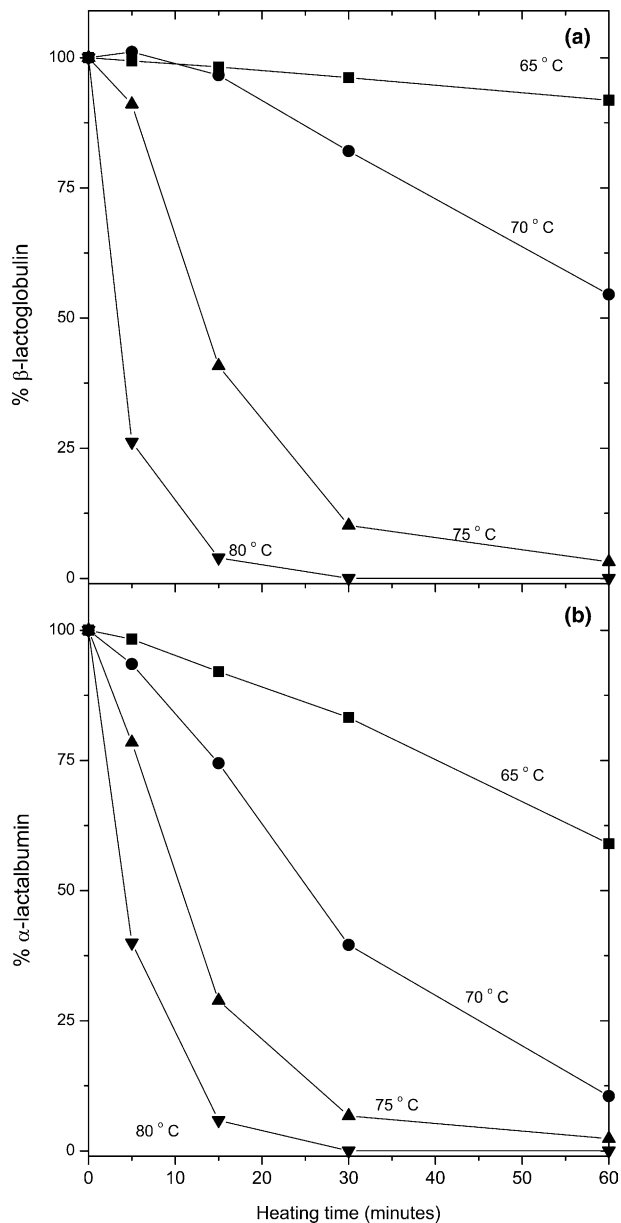 (a)
100
75
50
25
0
% β-lactoglobulin
65 °C
70 °C
75 °C
80 °C
(b)
100
75
50
25
0
% α-lactalbumin
65 °C
70 °C
75 °C
80 °C
0 10 20 30 40 50 60
Heating time (minutes)